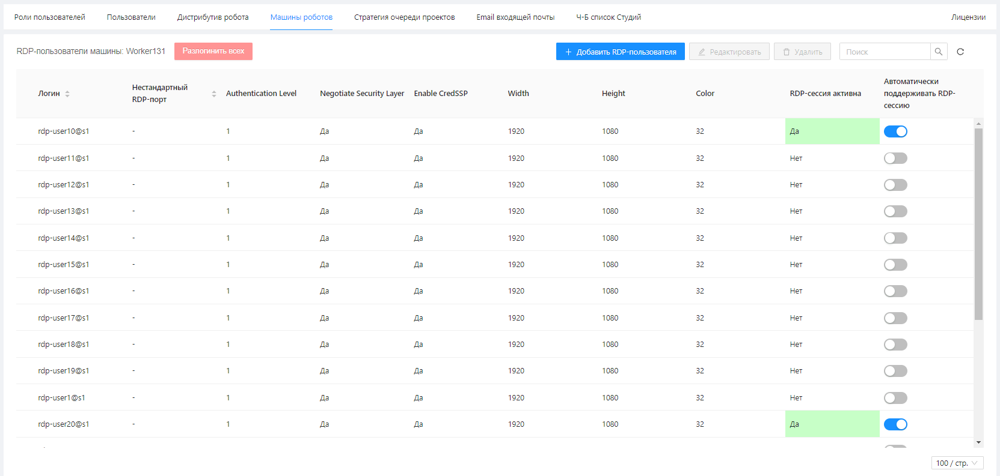 Роли пользователей Пользователи Дистрибутив робота Машины роботов Стратегия очереди проектов Email входящей почты Ч-Б список Студий Лицензии
RDP-пользователи машины: Worker131 Разлогинить всех + Добавить RDP-пользователя Редактировать Удалить Поиск
Логин Нестандартный RDP-порт Authentication Level Negotiate Security Layer Enable CredSSP Width Height Color RDP-сессия активна Автоматически поддерживать RDP-сессию
rdp-user10@s1 - 1 Да Да 1920 1080 32 Да
rdp-user11@s1 - 1 Да Да 1920 1080 32 Нет
rdp-user12@s1 - 1 Да Да 1920 1080 32 Нет
rdp-user13@s1 - 1 Да Да 1920 1080 32 Нет
rdp-user14@s1 - 1 Да Да 1920 1080 32 Нет
rdp-user15@s1 - 1 Да Да 1920 1080 32 Нет
rdp-user16@s1 - 1 Да Да 1920 1080 32 Нет
rdp-user17@s1 - 1 Да Да 1920 1080 32 Нет
rdp-user18@s1 - 1 Да Да 1920 1080 32 Нет
rdp-user19@s1 - 1 Да Да 1920 1080 32 Нет
rdp-user1@s1 - 1 Да Да 1920 1080 32 Нет
rdp-user20@s1 - 1 Да Да 1920 1080 32 Да
100 / стр.